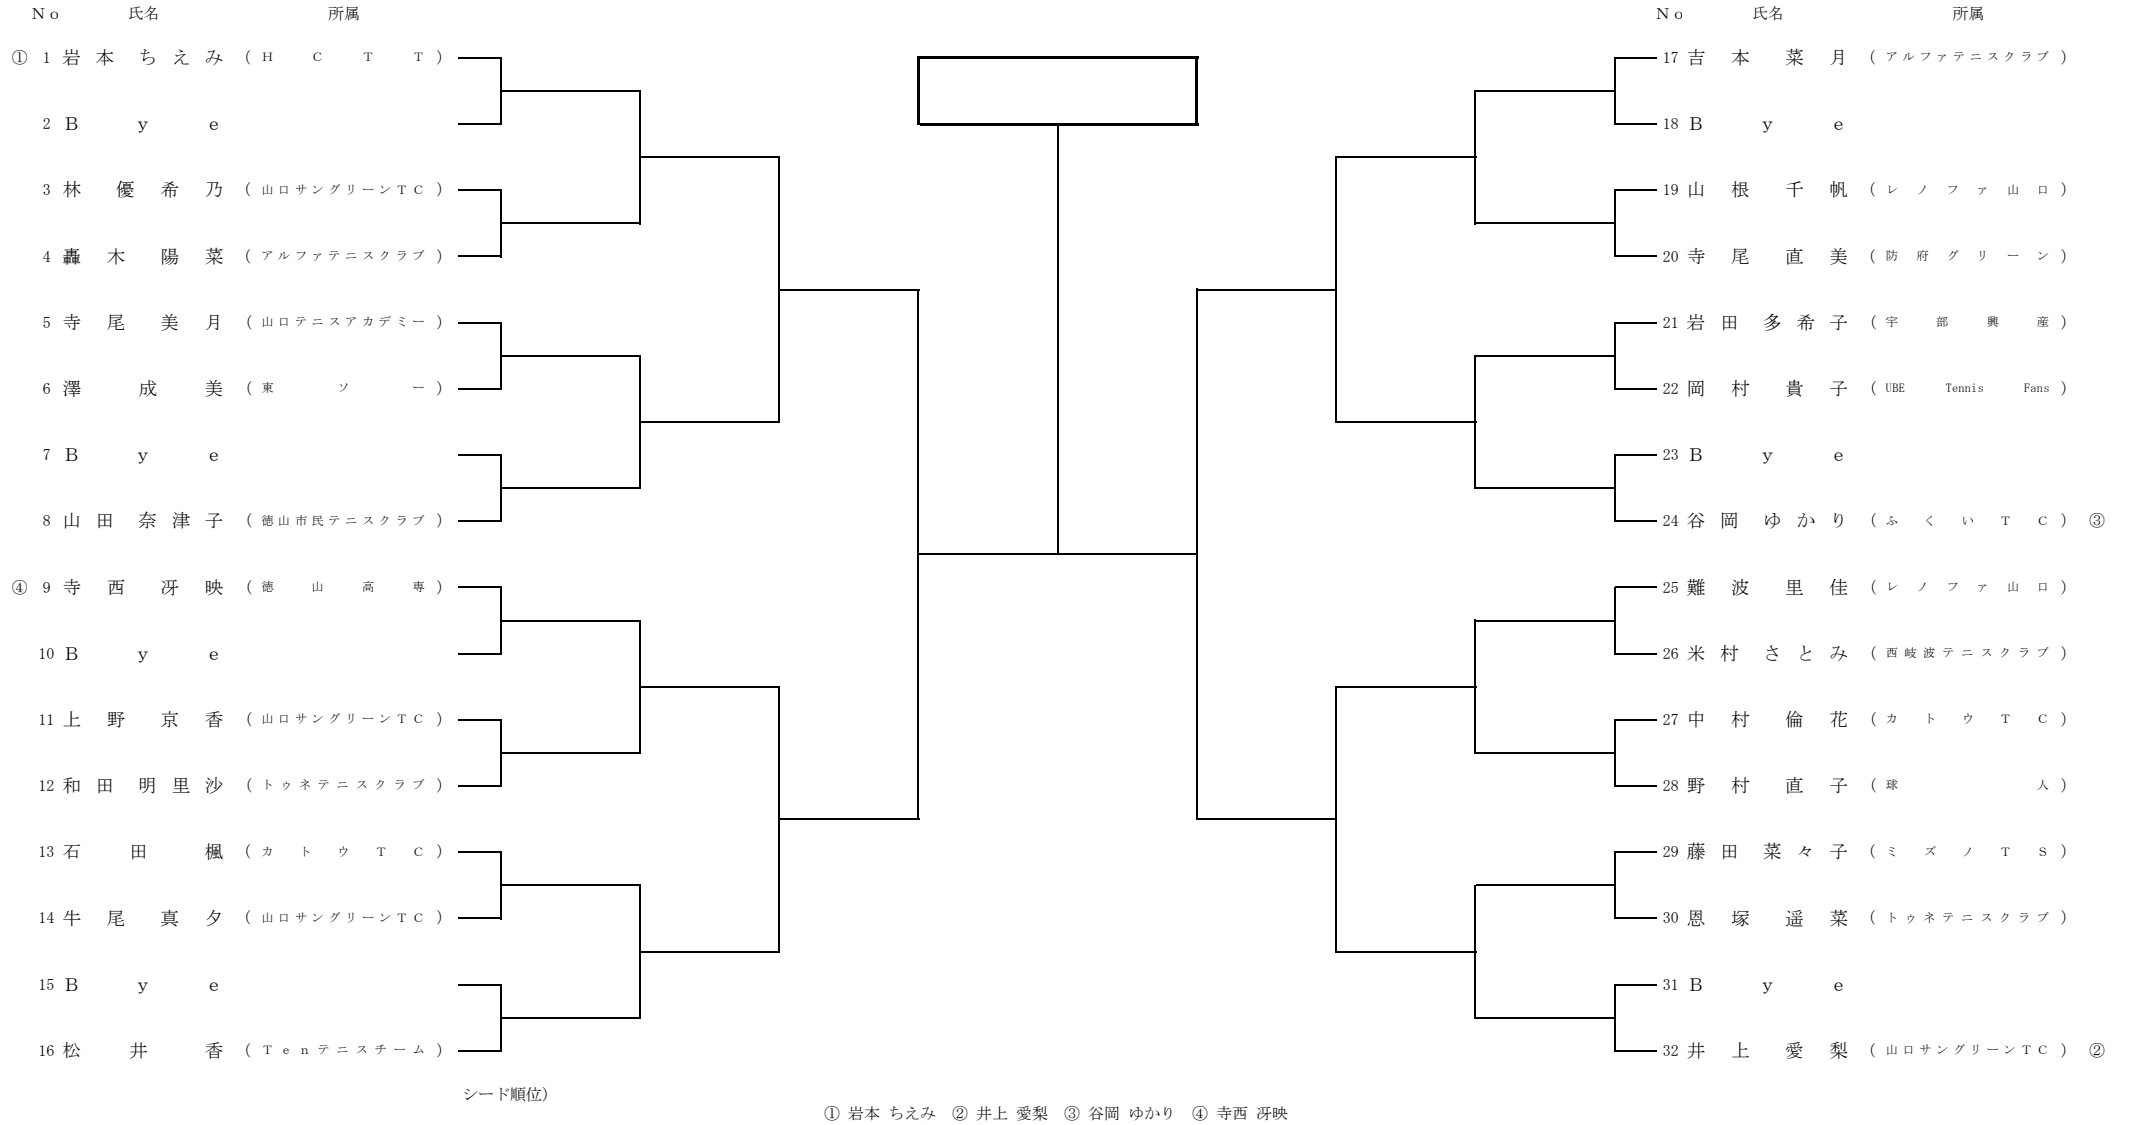 Ｎｏ 氏名 所属
① 1 岩本 ちえみ （ＨＣＴＴ）
2 Ｂｙｅ
3 林 優希乃 （山口サングリーンＴＣ）
4 轟木 陽菜 （アルファテニスクラブ）
5 寺尾 美月 （山口テニスアカデミー）
6 澤 成美 （東ソー）
7 Ｂｙｅ
8 山田 奈津子 （徳山市民テニスクラブ）
④ 9 寺西 冴映 （徳山高専）
10 Ｂｙｅ
11 上野 京香 （山口サングリーンＴＣ）
12 和田 明里沙 （トゥネテニスクラブ）
13 石田 楓 （カトウＴＣ）
14 牛尾 真夕 （山口サングリーンＴＣ）
15 Ｂｙｅ
16 松井 香 （Ｔｅｎテニスチーム）
Ｎｏ 氏名 所属
17 吉本 菜月 （アルファテニスクラブ）
18 Ｂｙｅ
19 山根 千帆 （レノファ山口）
20 寺尾 直美 （防府グリーン）
21 岩田 多希子 （宇部興産）
22 岡村 貴子 （UBE Tennis Fans）
23 Ｂｙｅ
24 谷岡 ゆかり （ふくいＴＣ） ③
25 難波 里佳 （レノファ山口）
26 米村 さとみ （西岐波テニスクラブ）
27 中村 倫花 （カトウＴＣ）
28 野村 直子 （球人）
29 藤田 菜々子 （ミズノＴＳ）
30 恩塚 遥菜 （トゥネテニスクラブ）
31 Ｂｙｅ
32 井上 愛梨 （山口サングリーンＴＣ） ②
シード順位）
① 岩本 ちえみ ② 井上 愛梨 ③ 谷岡 ゆかり ④ 寺西 冴映